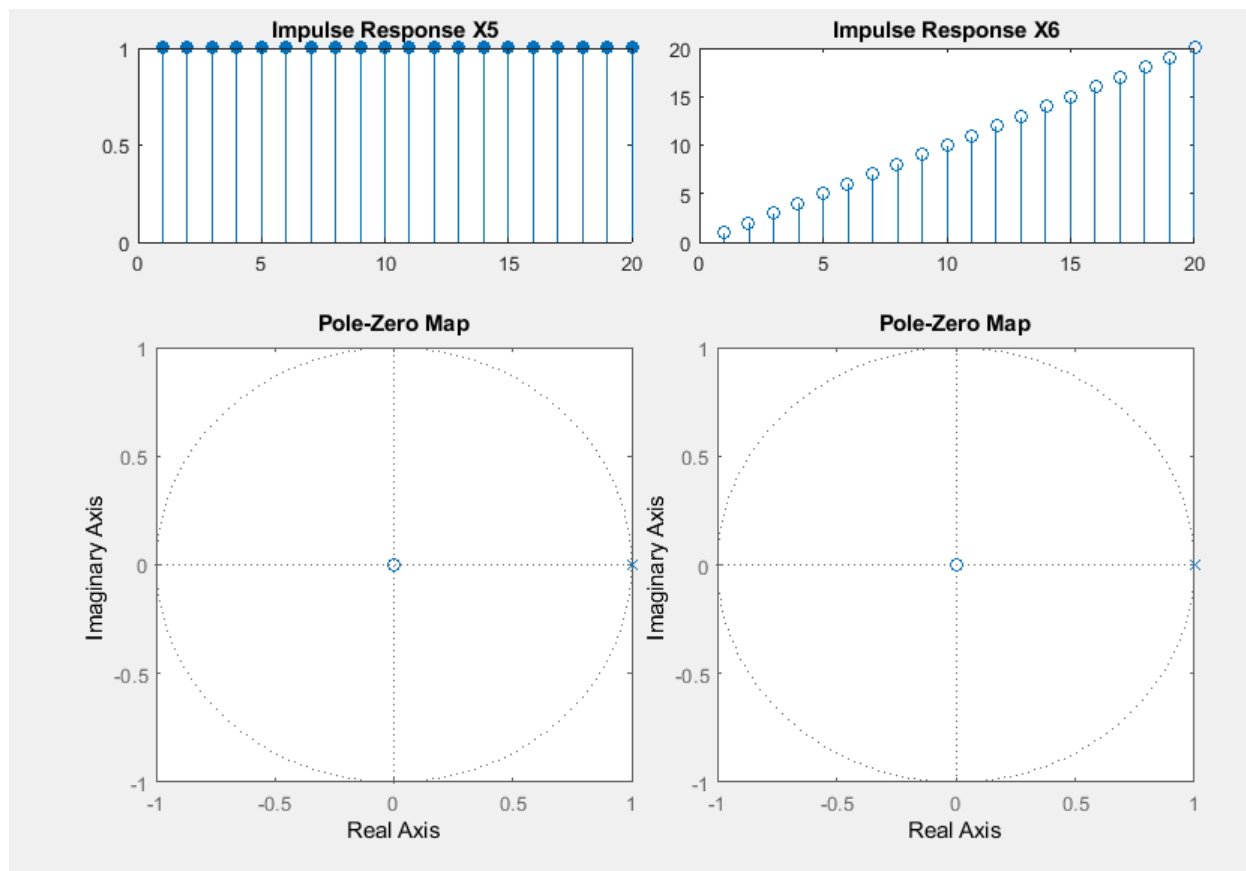 Impulse Response X5
1
0.5
0
0 5 10 15 20
Impulse Response X6
20
15
10
5
0
0 5 10 15 20
Pole-Zero Map
1
0.5
0
-0.5
-1
Imaginary Axis
-1 -0.5 0 0.5 1
Real Axis
Pole-Zero Map
1
0.5
0
-0.5
-1
Imaginary Axis
-1 -0.5 0 0.5 1
Real Axis